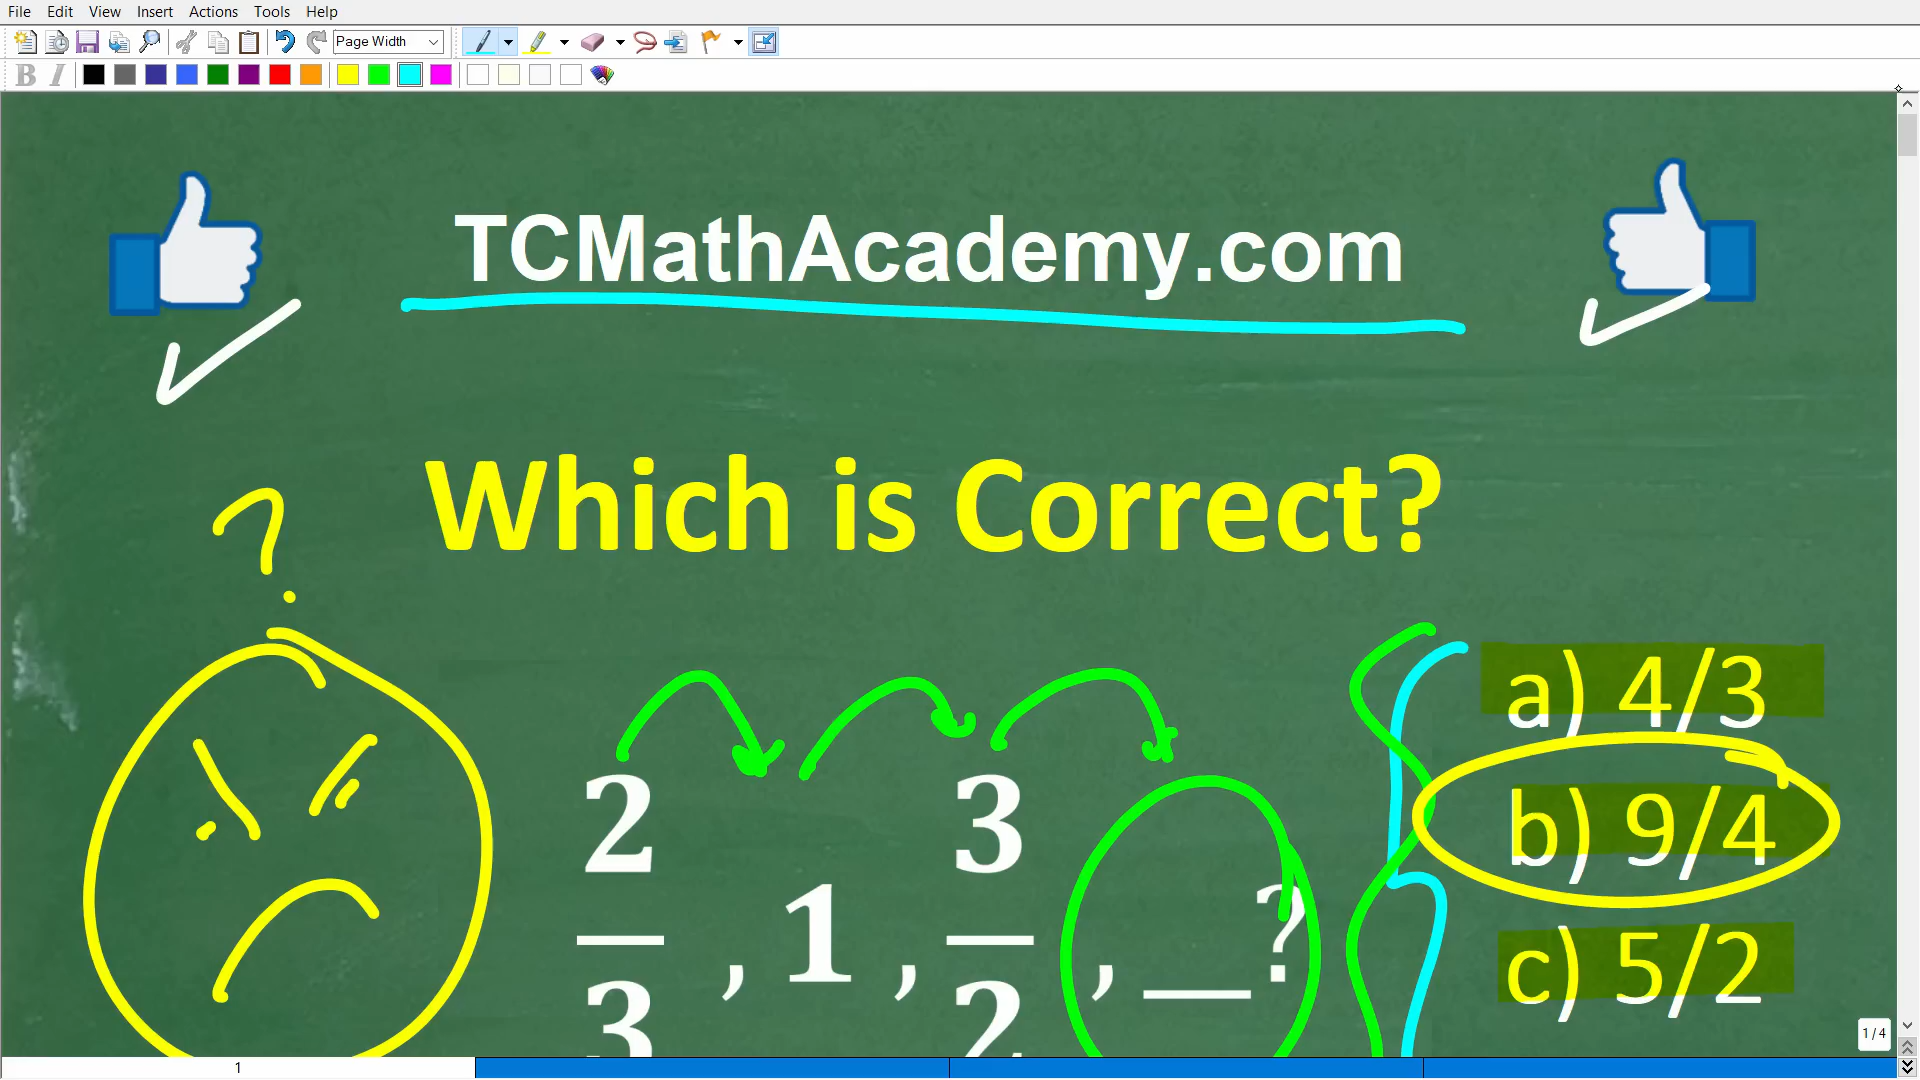 File Edit View Insert Actions Tools Help
Page Width
B I
TCMathAcademy.com
Which is Correct?
?
a) 4/3
b) 9/4
c) 5/2
2/3 , 1 , 3/2 , __?
1 / 4
1